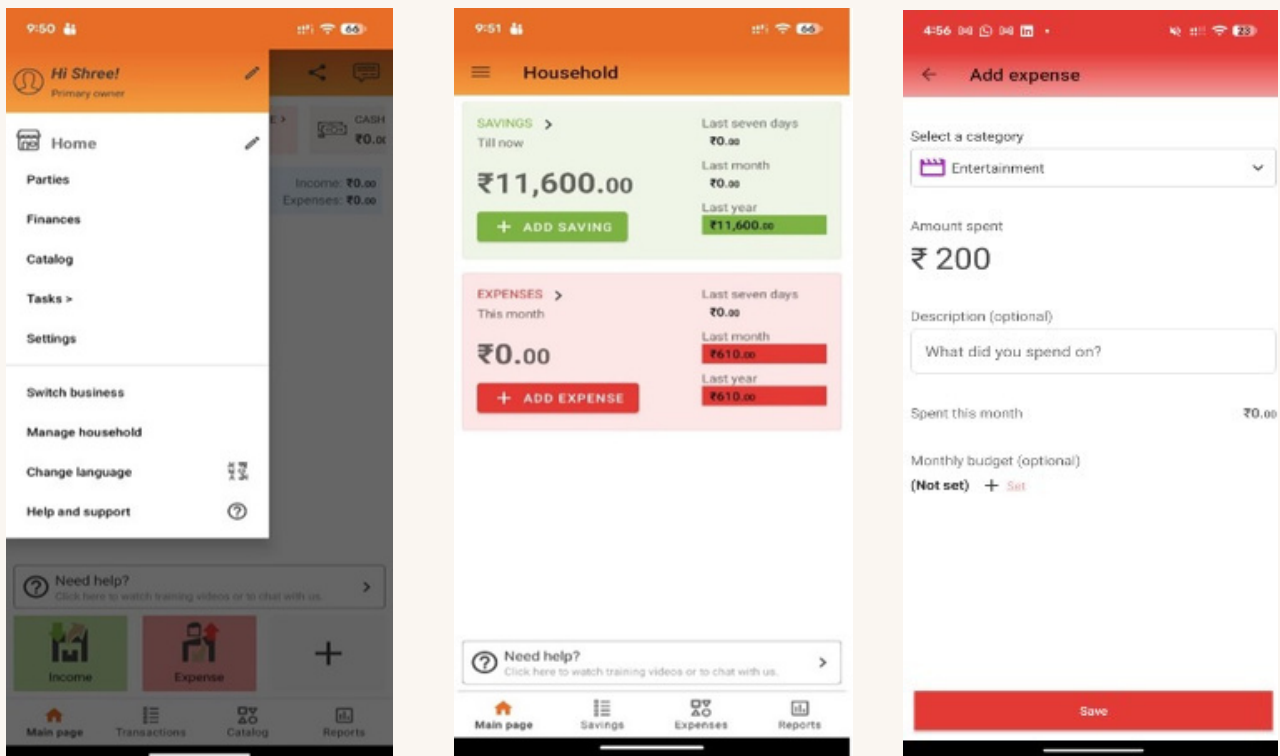 9:50
66
Hi Shree!
Primary owner
Home
Parties
Finances
Catalog
Tasks >
Settings
Switch business
Manage household
Change language
Help and support
CASH
₹0.00
Income: ₹0.00
Expenses: ₹0.00
Need help?
Click here to watch training videos or to chat with us.
Income
Expense
Main page
Transactions
Catalog
Reports
9:51
66
Household
SAVINGS >
Till now
₹11,600.00
+ ADD SAVING
Last seven days
₹0.00
Last month
₹0.00
Last year
₹11,600.00
EXPENSES >
This month
₹0.00
+ ADD EXPENSE
Last seven days
₹0.00
Last month
₹610.00
Last year
₹610.00
Need help?
Click here to watch training videos or to chat with us.
Main page
Savings
Expenses
Reports
4:56
23
Add expense
Select a category
Entertainment
Amount spent
₹ 200
Description (optional)
What did you spend on?
Spent this month ₹0.00
Monthly budget (optional)
(Not set) + Set
Save